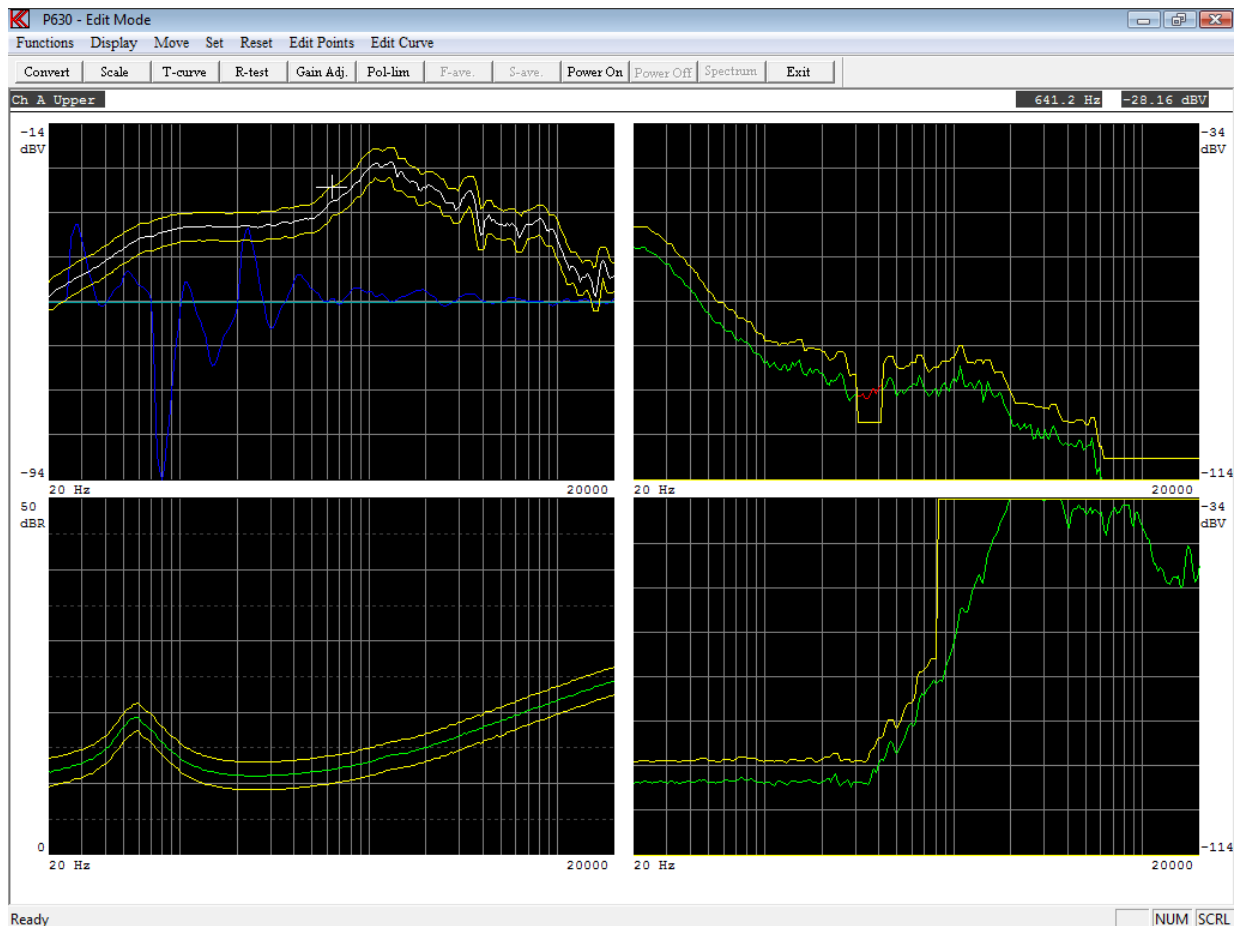 P630 - Edit Mode
Functions Display Move Set Reset Edit Points Edit Curve
Convert Scale T-curve R-test Gain Adj. Pol-lim F-ave. S-ave. Power On Power Off Spectrum Exit
Ch A Upper 641.2 Hz -28.16 dBV
-14 -34
dBV dBV
-94 -114
20 Hz 20000 20 Hz 20000
50 -34
dBR dBV
0 -114
20 Hz 20000 20 Hz 20000
Ready NUM SCRL